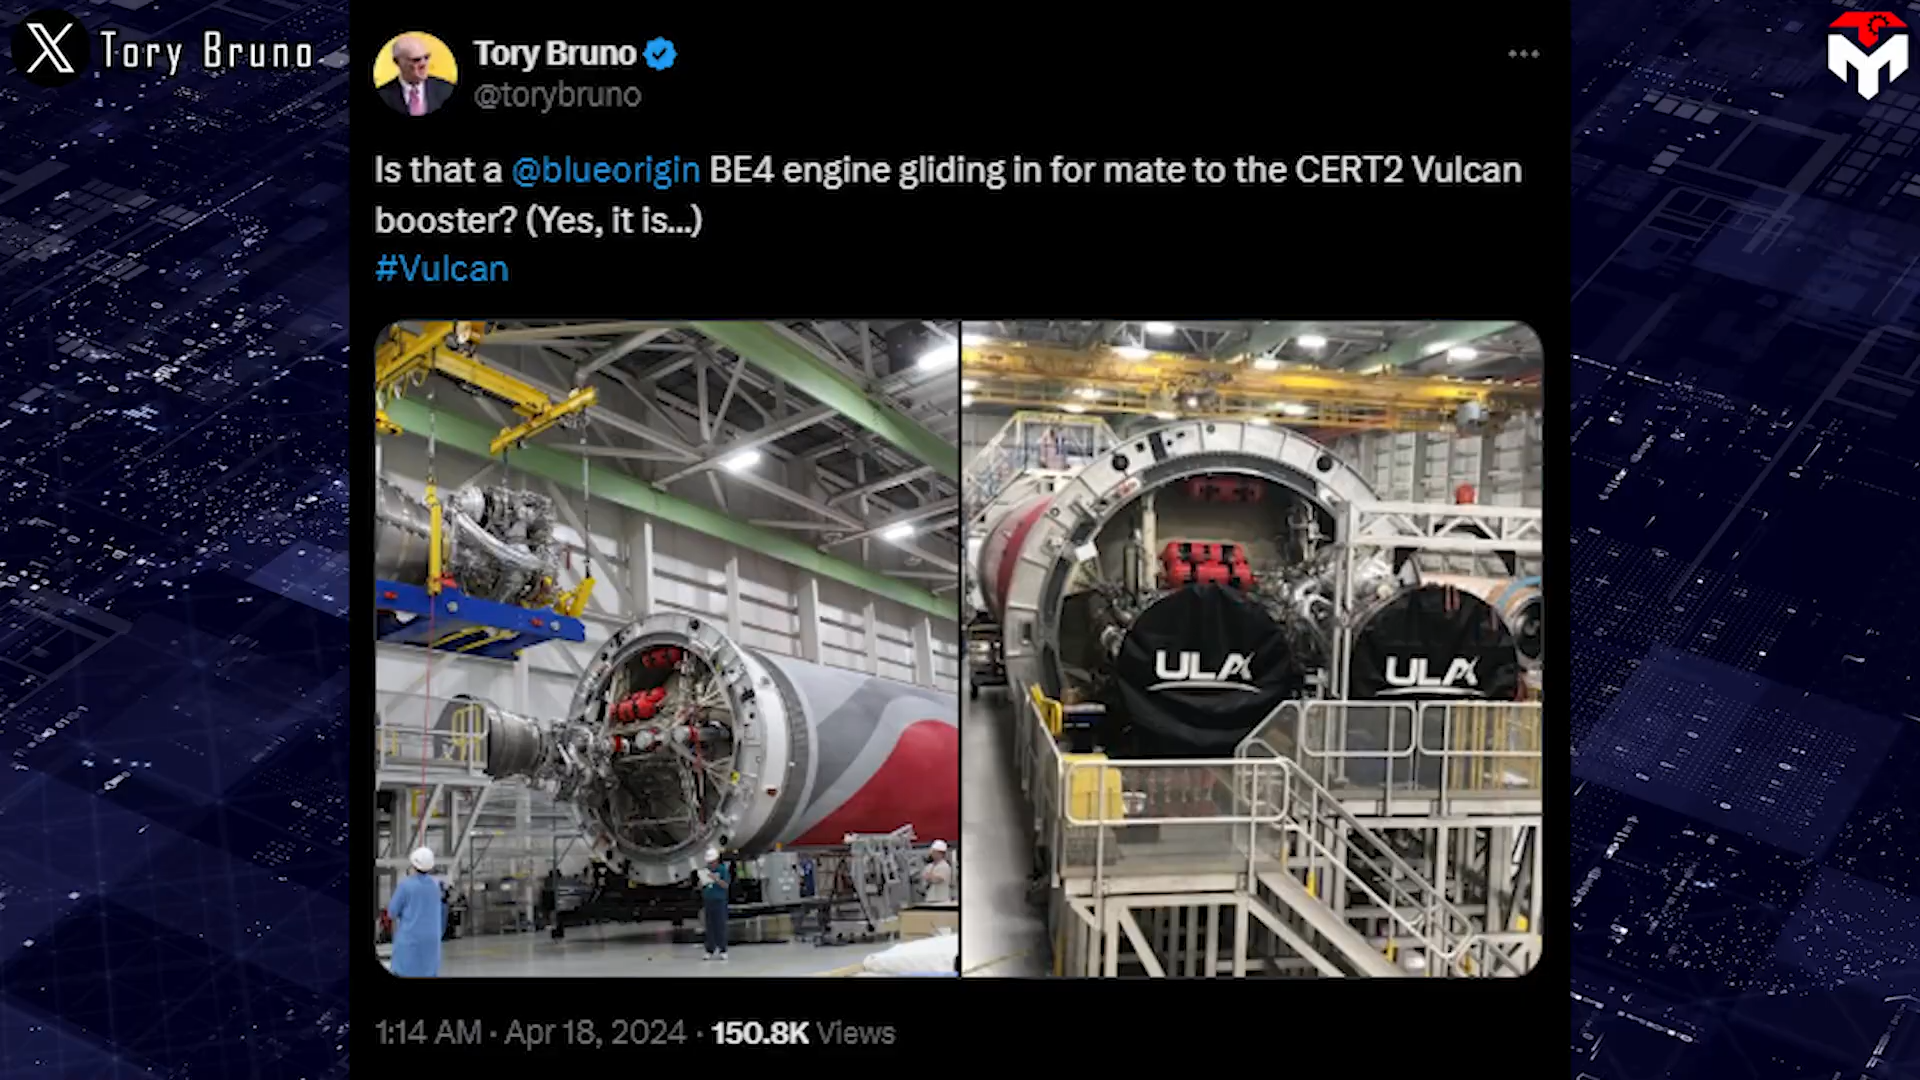 Tory Bruno
Tory Bruno
@torybruno
Is that a @blueorigin BE4 engine gliding in for mate to the CERT2 Vulcan
booster? (Yes, it is...)
#Vulcan
ULA
ULA
1:14 AM · Apr 18, 2024 · 150.8K Views